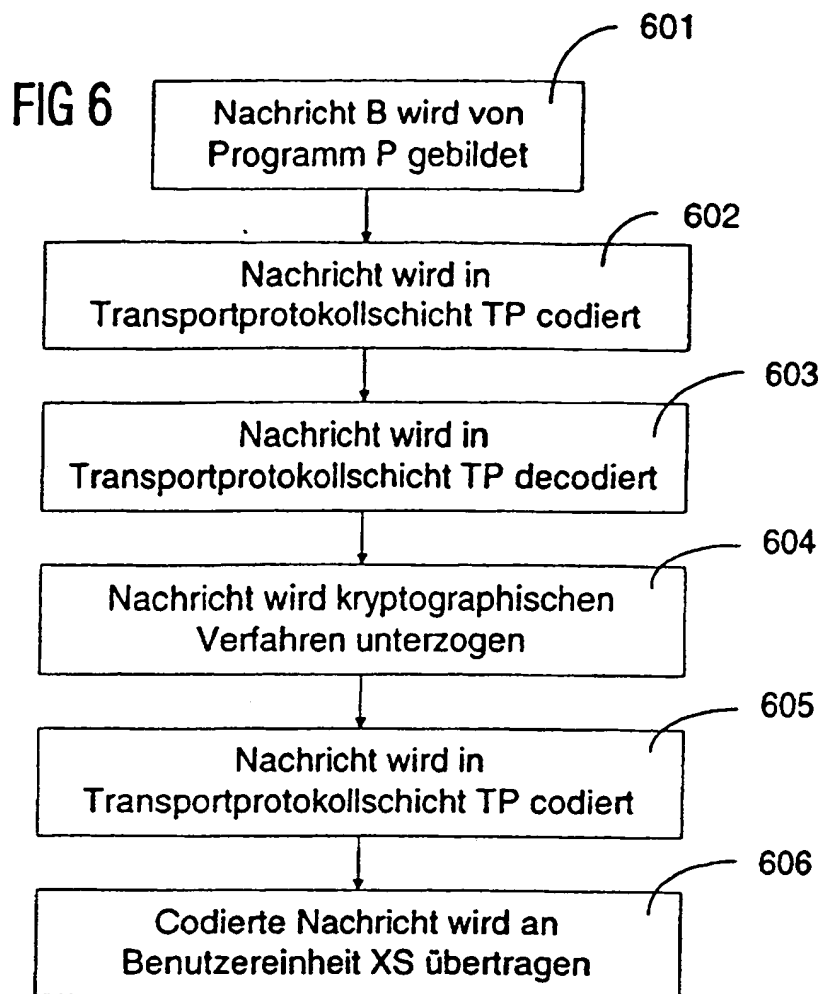 601
FIG 6
Nachricht B wird von
Programm P gebildet
602
Nachricht wird in
Transportprotokollschicht TP codiert
603
Nachricht wird in
Transportprotokollschicht TP decodiert
604
Nachricht wird kryptographischen
Verfahren unterzogen
605
Nachricht wird in
Transportprotokollschicht TP codiert
606
Codierte Nachricht wird an
Benutzereinheit XS übertragen